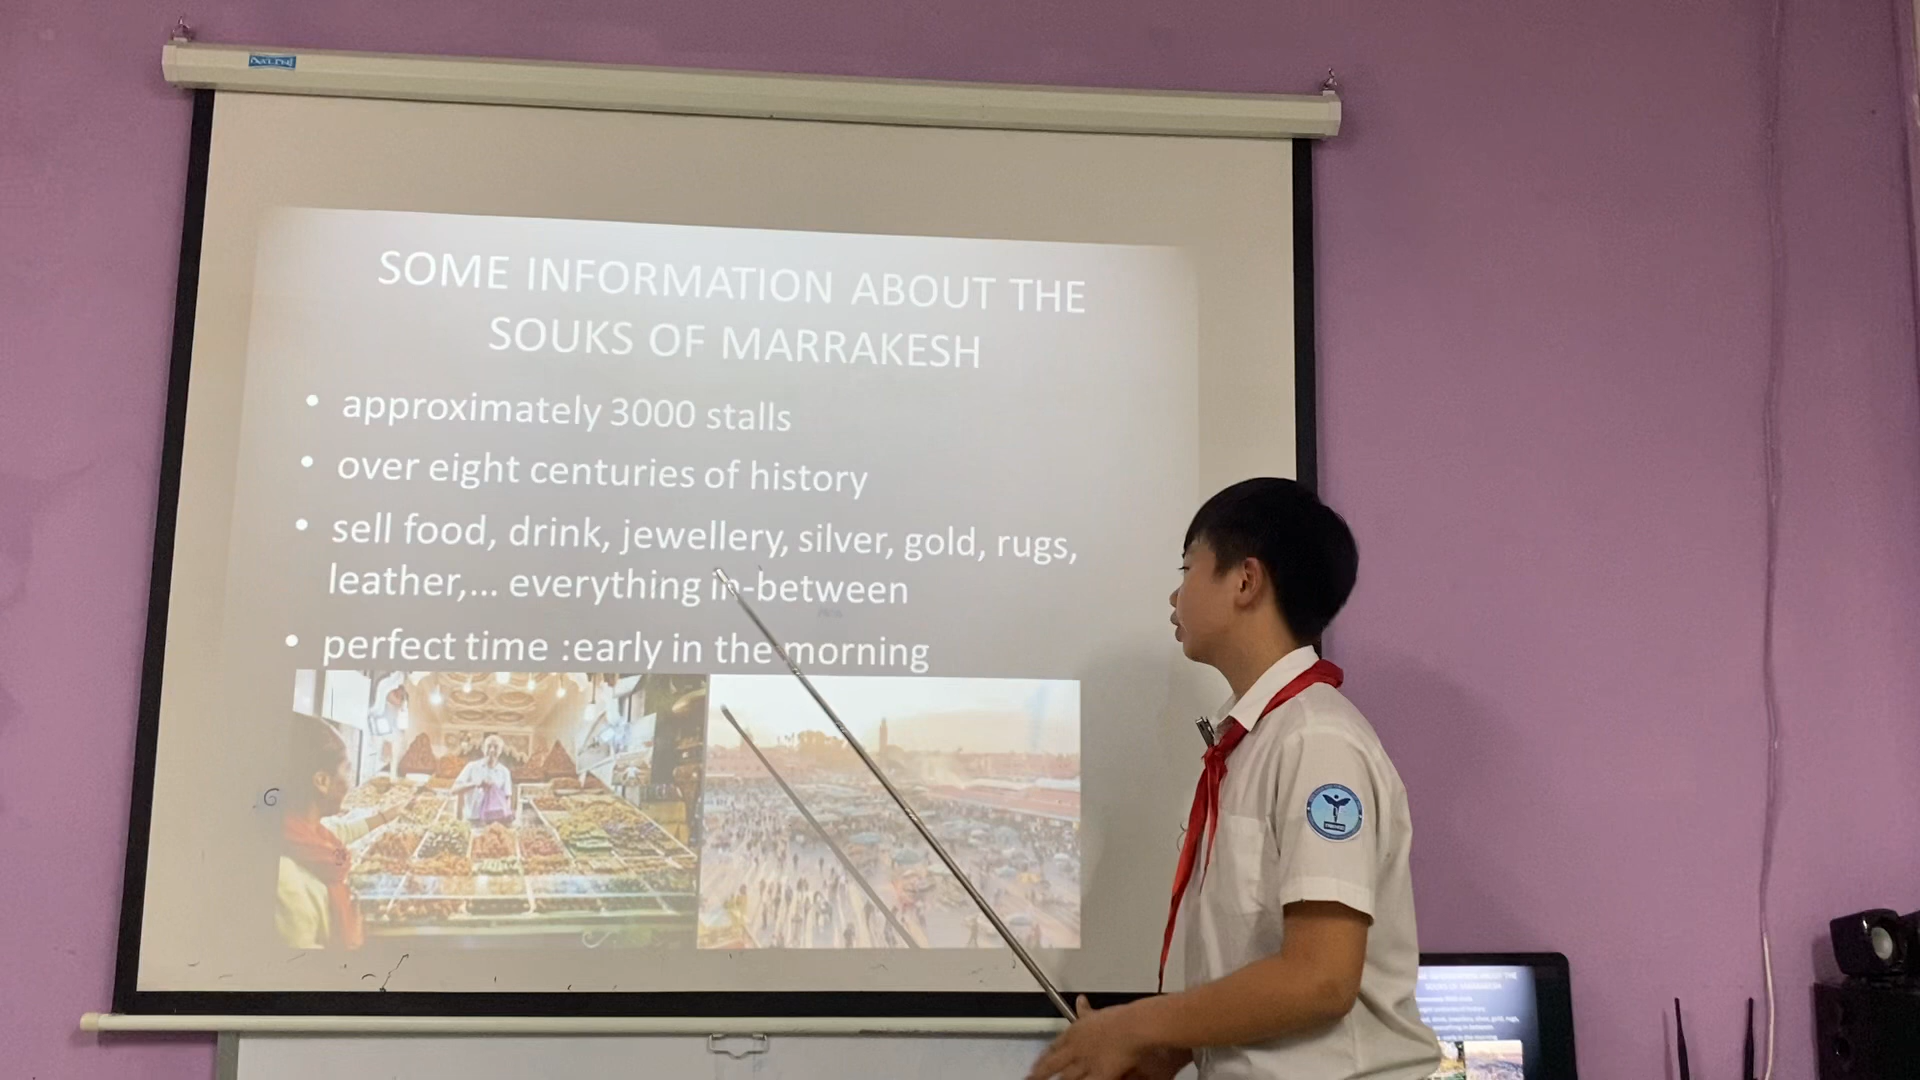 SOME INFORMATION ABOUT THE
SOUKS OF MARRAKESH
• approximately 3000 stalls
• over eight centuries of history
• sell food, drink, jewellery, silver, gold, rugs,
leather,... everything in-between
• perfect time :early in the morning